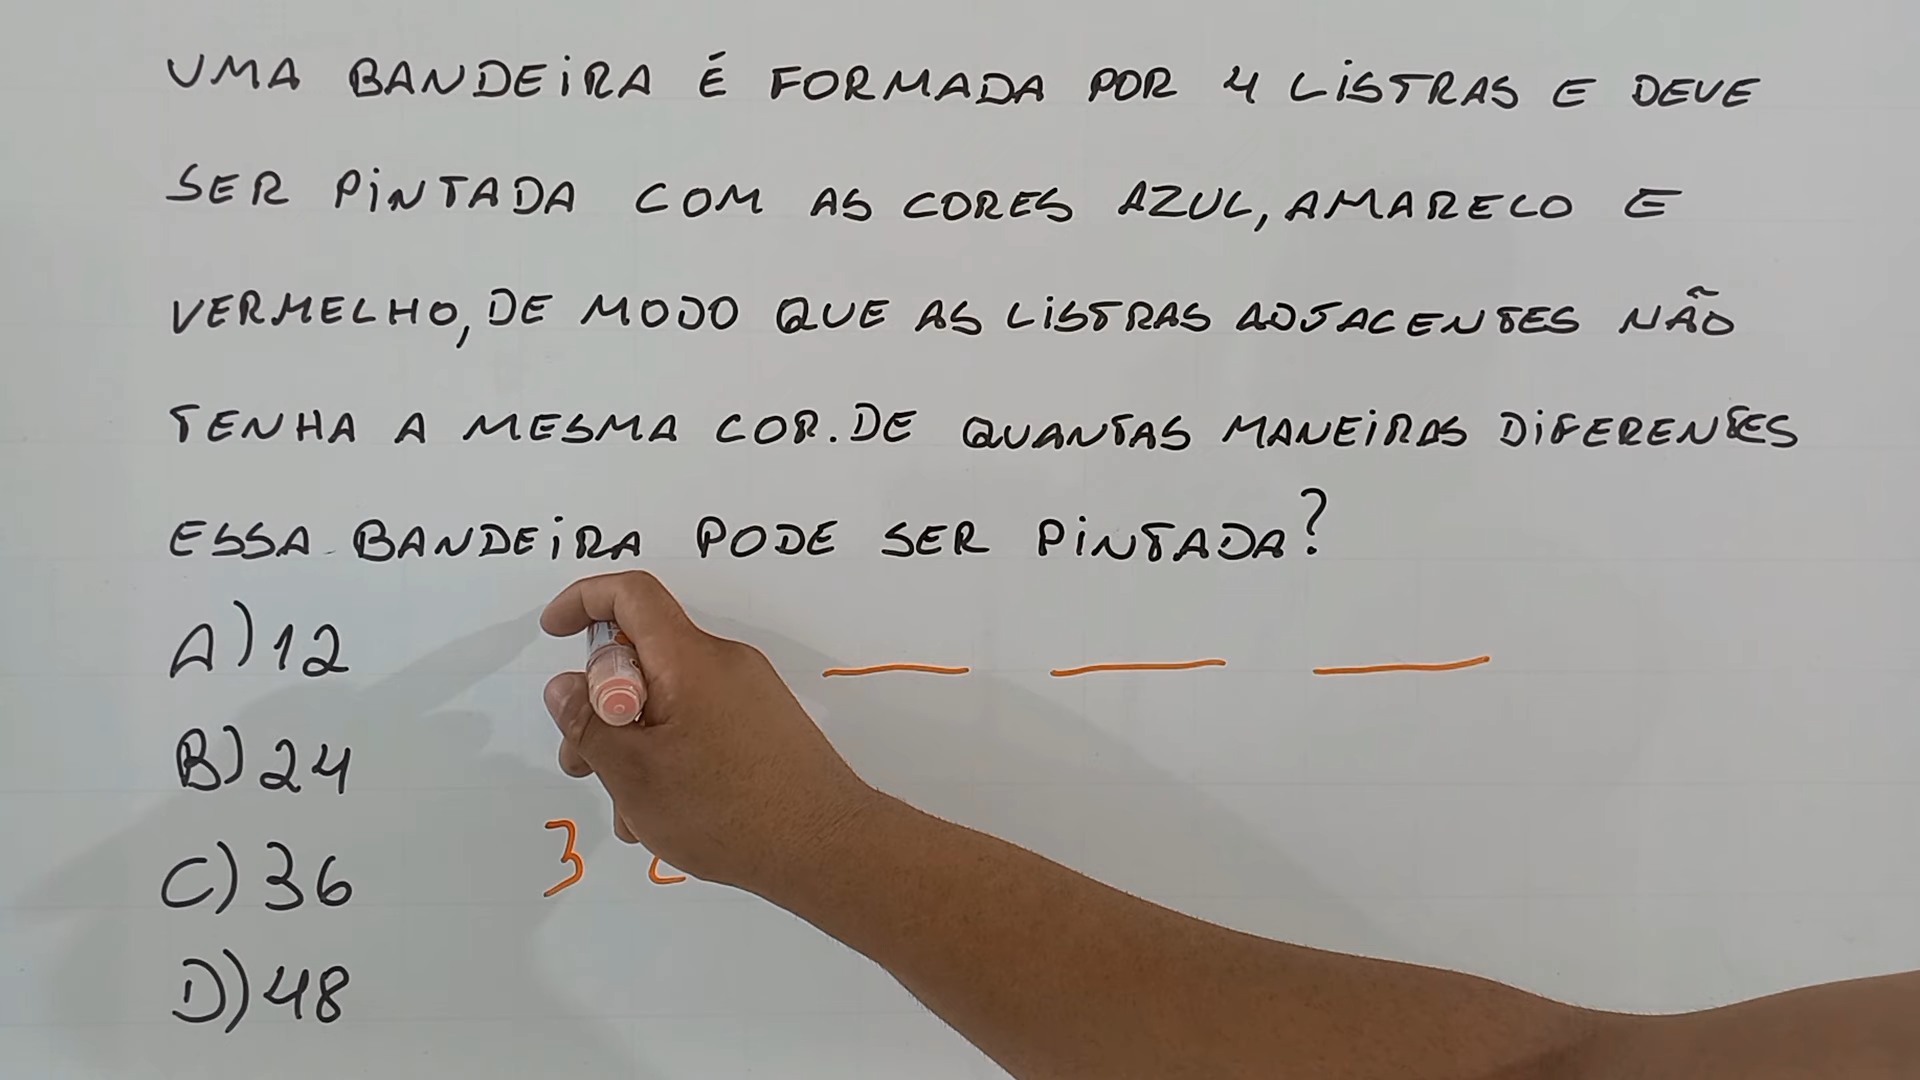 UMA BANDEIRA É FORMADA POR 4 LISTRAS E DEVE
SER PINTADA COM AS CORES AZUL, AMARELO E
VERMELHO, DE MODO QUE AS LISTRAS ADJACENTES NÃO
TENHA A MESMA COR. DE QUANTAS MANEIRAS DIFERENTES
ESSA BANDEIRA PODE SER PINTADA?
A) 12
B) 24
C) 36
D) 48
3